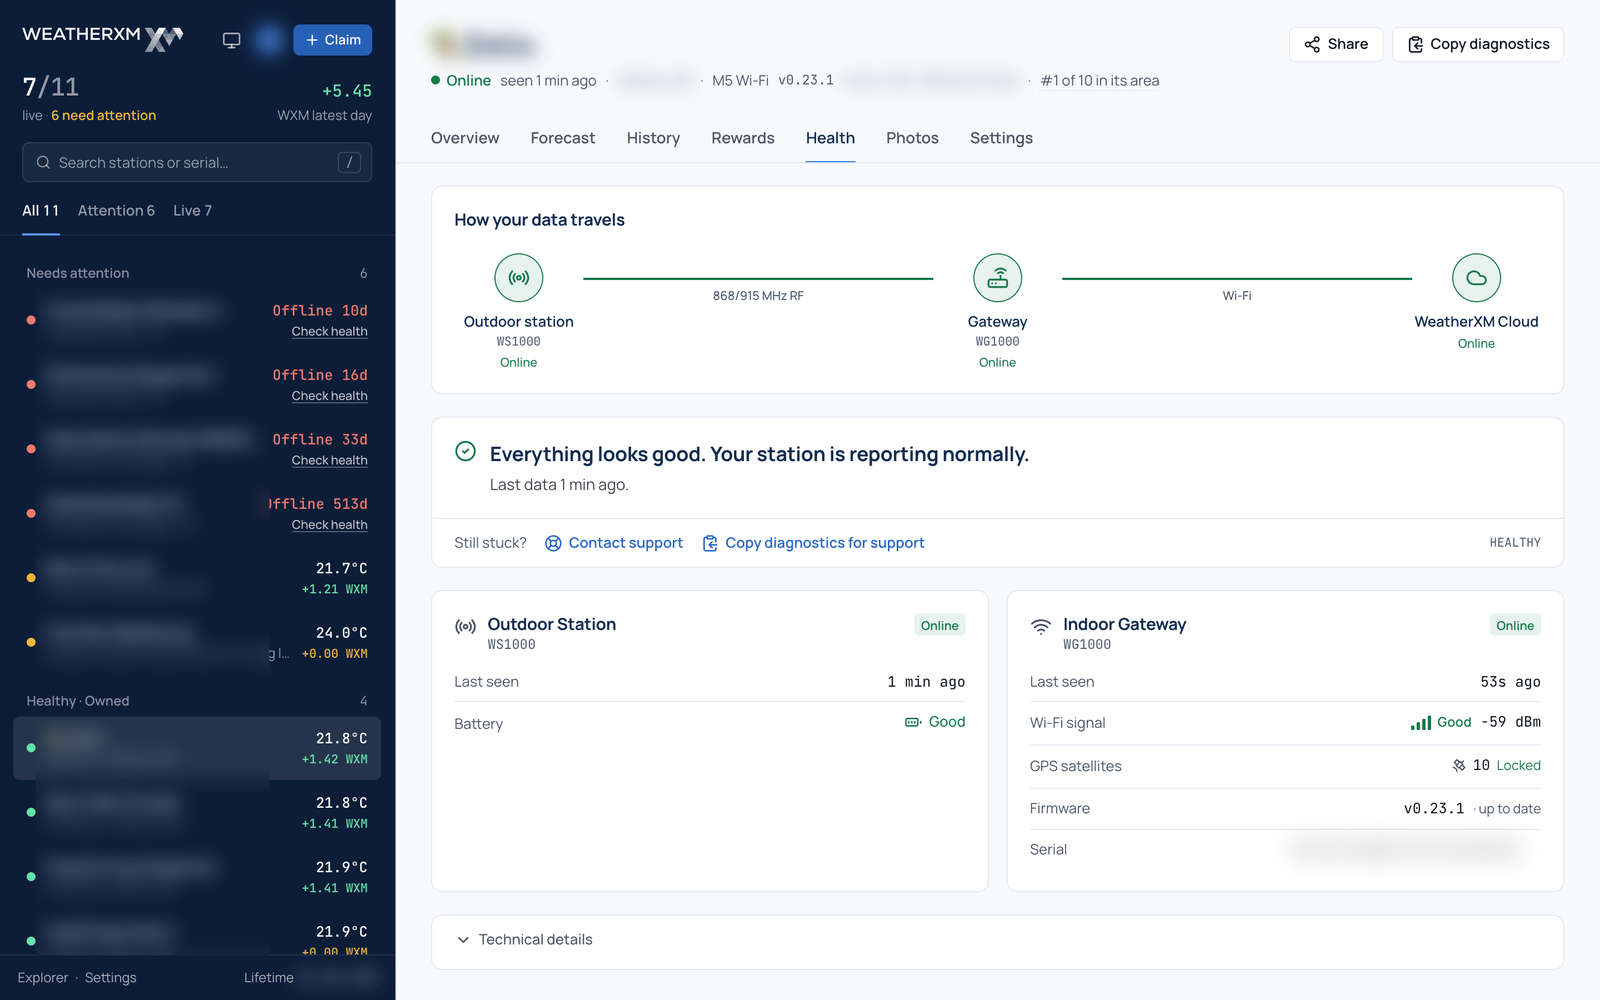 WEATHERXM
+ Claim
7/11
+5.45
live · 6 need attention
WXM latest day
Search stations or serial...
/
All 11
Attention 6
Live 7
Needs attention
6
Offline 10d
Check health
Offline 16d
Check health
Offline 33d
Check health
Offline 513d
Check health
21.7°C
+1.21 WXM
24.0°C
+0.00 WXM
Healthy · Owned
4
21.8°C
+1.42 WXM
21.8°C
+1.41 WXM
21.9°C
+1.41 WXM
21.9°C
+0.00 WXM
Explorer · Settings
Lifetime
Share
Copy diagnostics
Online seen 1 min ago · · M5 Wi-Fi v0.23.1 · #1 of 10 in its area
Overview
Forecast
History
Rewards
Health
Photos
Settings
How your data travels
868/915 MHz RF
Wi-Fi
Outdoor station
WS1000
Online
Gateway
WG1000
Online
WeatherXM Cloud
Online
Everything looks good. Your station is reporting normally.
Last data 1 min ago.
Still stuck?
Contact support
Copy diagnostics for support
HEALTHY
Outdoor Station
Online
WS1000
Last seen
1 min ago
Battery
Good
Indoor Gateway
Online
WG1000
Last seen
53s ago
Wi-Fi signal
Good -59 dBm
GPS satellites
10 Locked
Firmware
v0.23.1 · up to date
Serial
Technical details